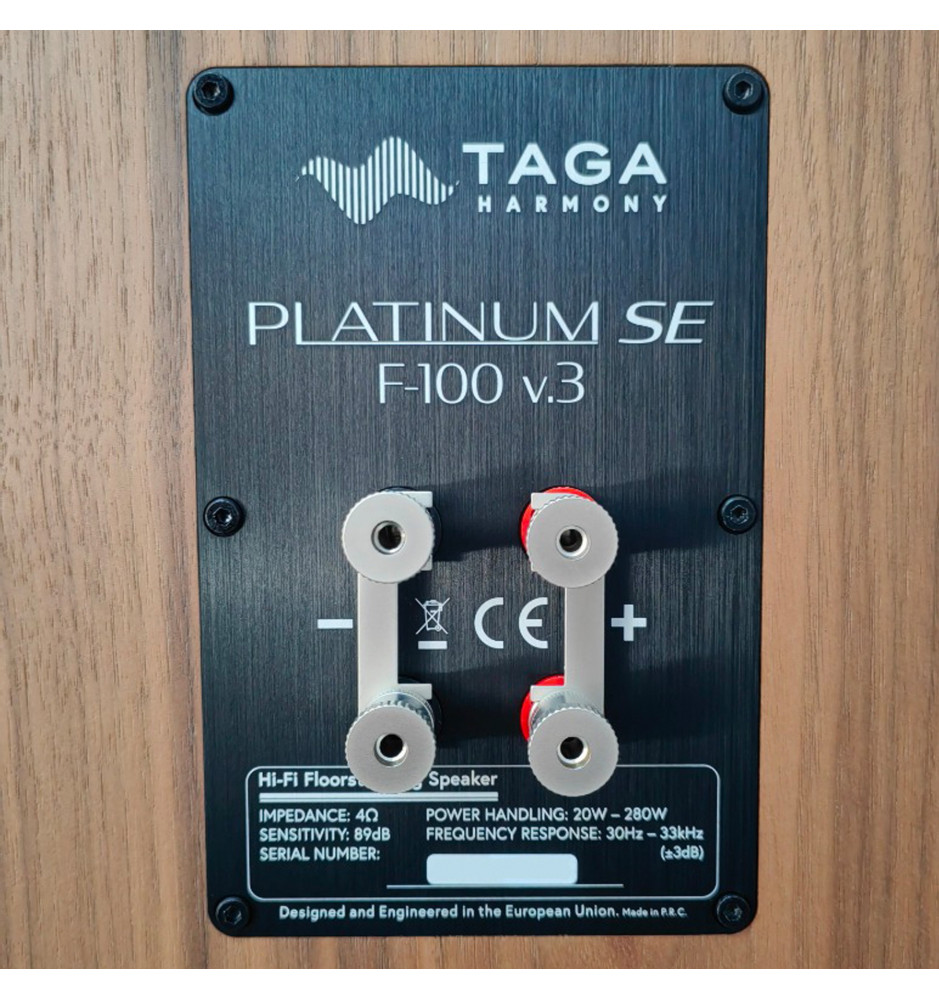 TAGA
HARMONY
PLATINUM SE
F-100 v.3
− CE +
Hi-Fi Speaker
IMPEDANCE: 4Ω POWER HANDLING: 20W – 280W
SENSITIVITY: 89dB FREQUENCY RESPONSE: 30Hz – 33kHz
SERIAL NUMBER: (±3dB)
Designed and Engineered in the European Union. Made in P.R.C.